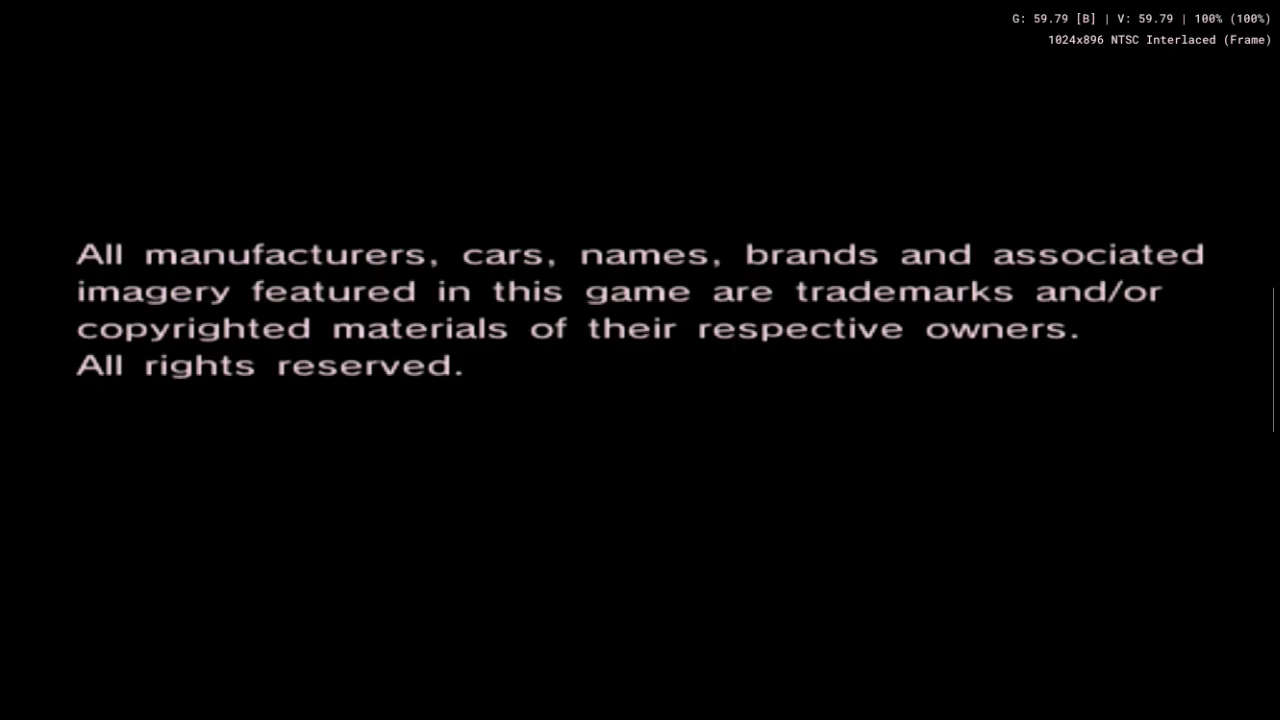 G: 59.79 [B] | V: 59.79 | 100% (100%)
1024x896 NTSC Interlaced (Frame)
All manufacturers, cars, names, brands and associated
imagery featured in this game are trademarks and/or
copyrighted materials of their respective owners.
All rights reserved.